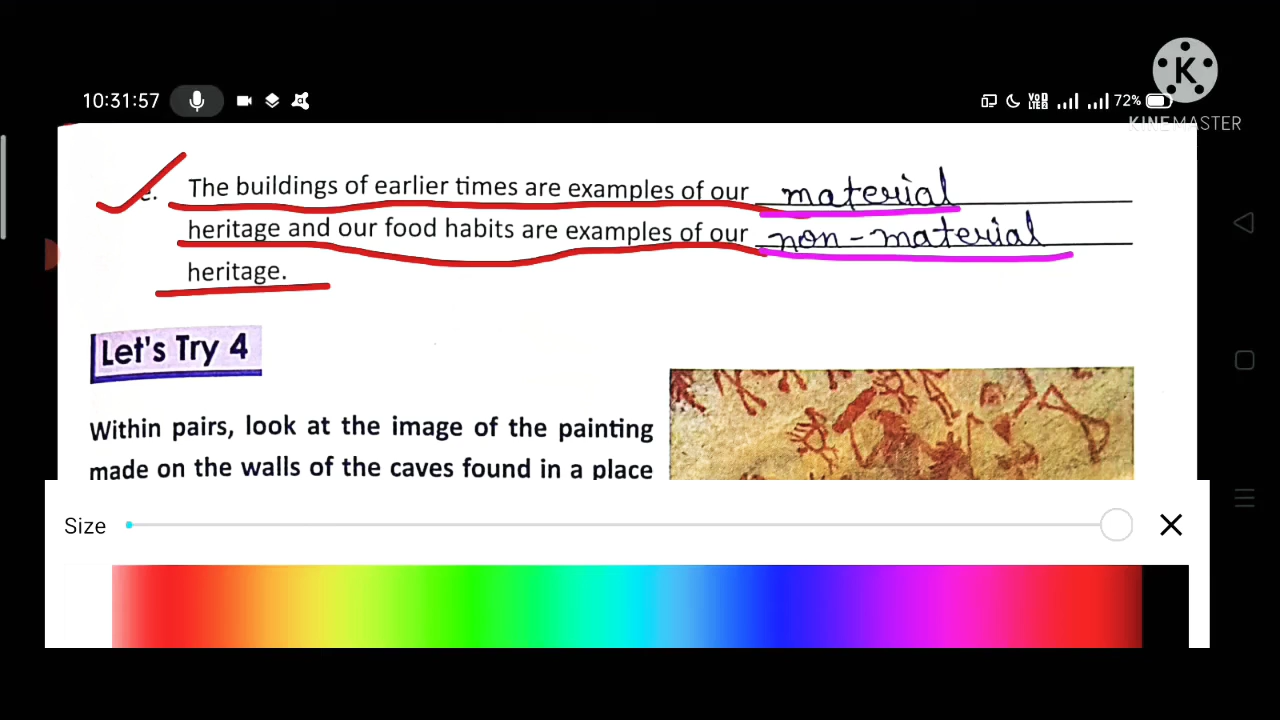 10:31:57
72%
K
KINEMASTER
e. The buildings of earlier times are examples of our material
heritage and our food habits are examples of our non-material
heritage.
Let's Try 4
Within pairs, look at the image of the painting
made on the walls of the caves found in a place
Size